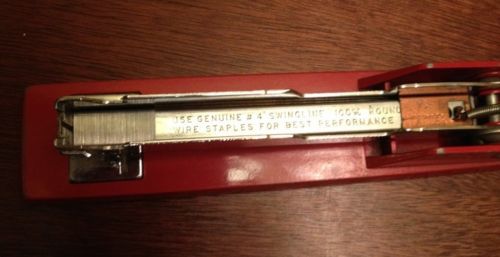 USE GENUINE #4 SWINGLINE 100% ROUND
WIRE STAPLES FOR BEST PERFORMANCE